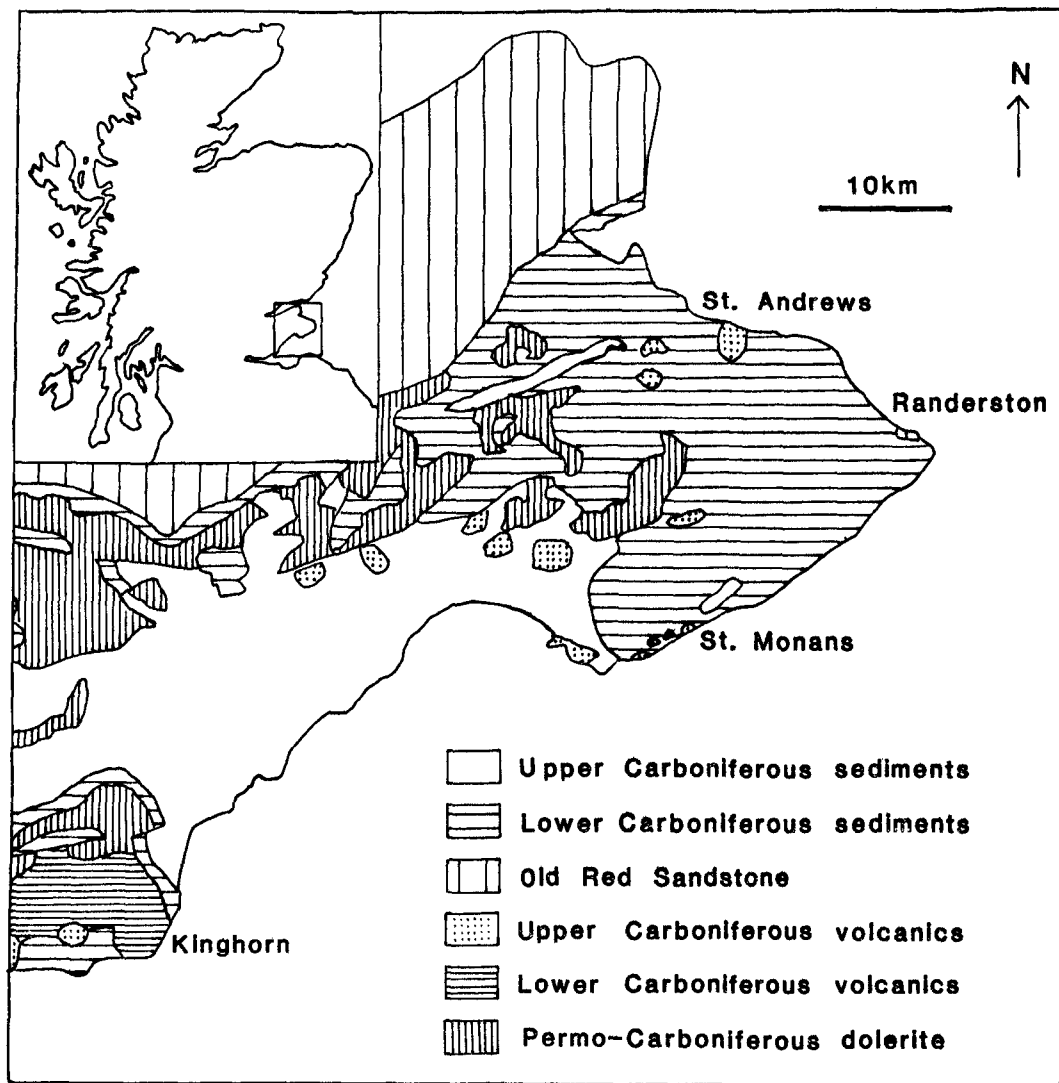 N
10km
St. Andrews
Randerston
St. Monans
Kinghorn
Upper Carboniferous sediments
Lower Carboniferous sediments
Old Red Sandstone
Upper Carboniferous volcanics
Lower Carboniferous volcanics
Permo-Carboniferous dolerite